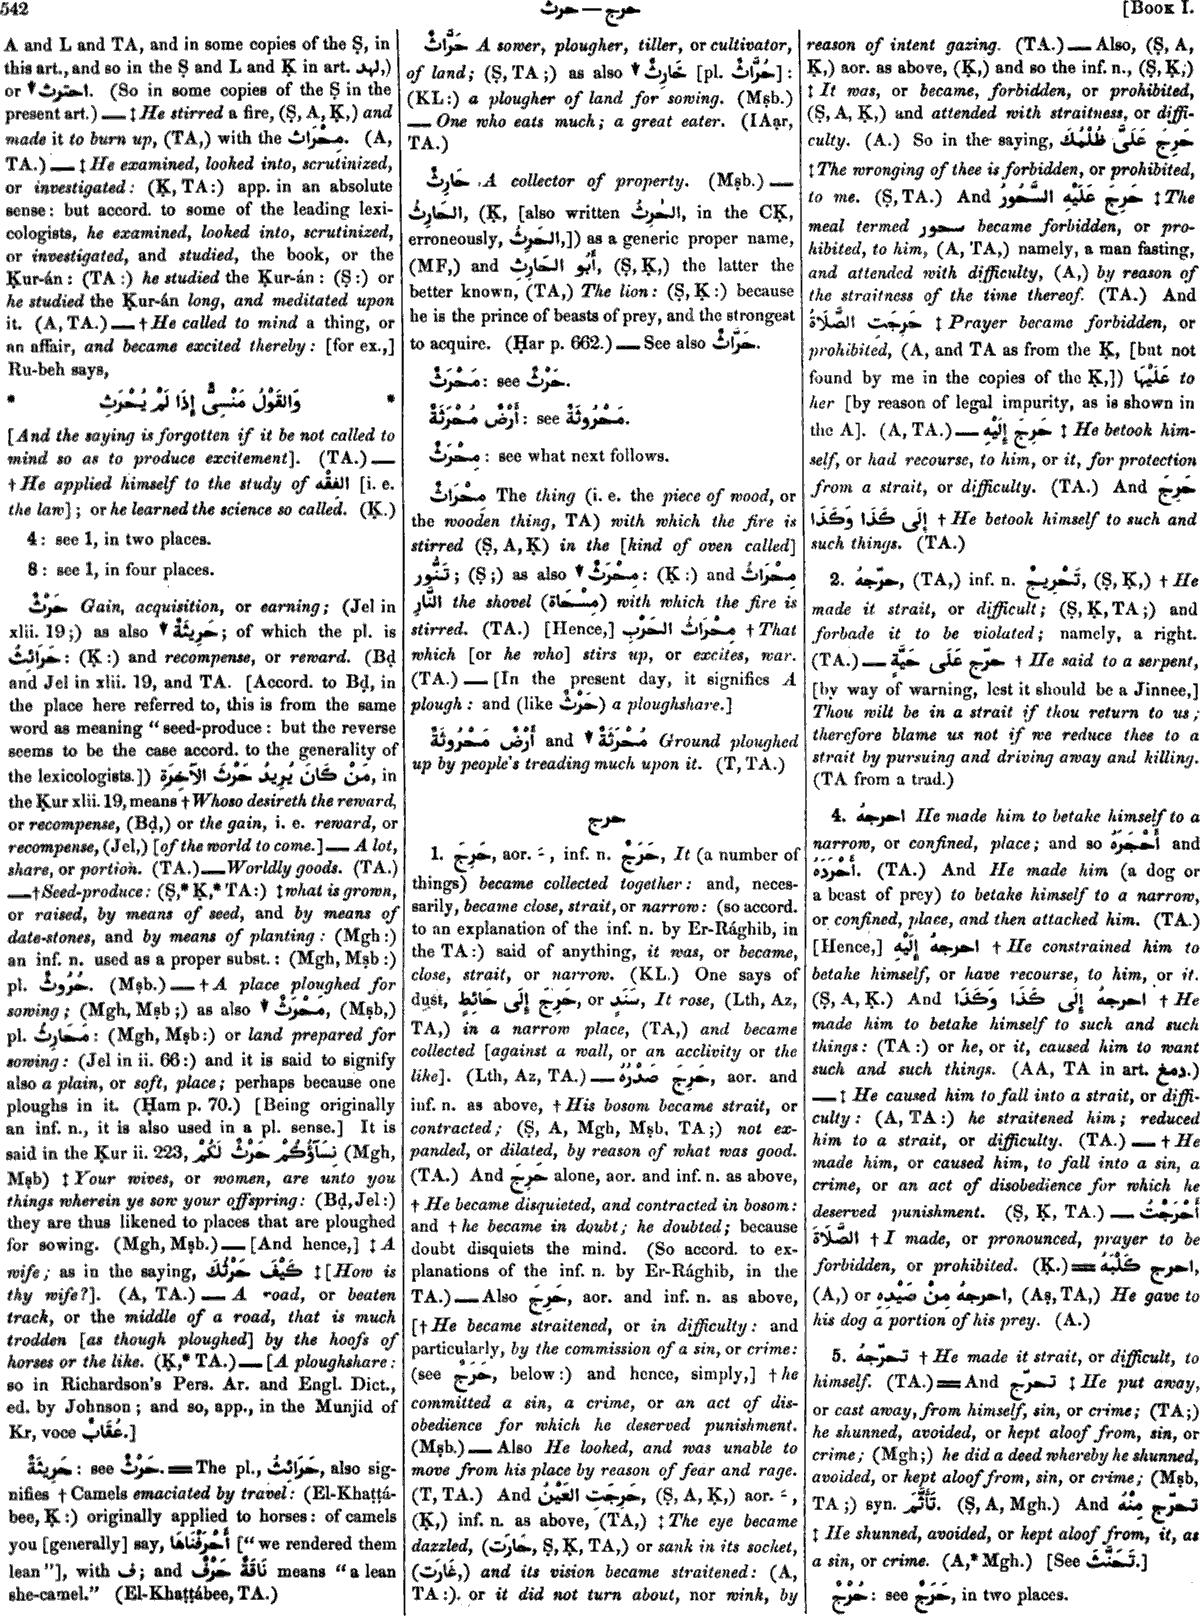 542
حرث — حرج
[BOOK I.
A and L and TA, and in some copies of the Ṣ, in
this art., and so in the Ṣ and L and Ḳ in art. لهد,)
or ▼ احترث. (So in some copies of the Ṣ in the
present art.) — ‡ He stirred a fire, (Ṣ, A, Ḳ,) and
made it to burn up, (TA,) with the مِحْرَاث. (A,
TA.) — ‡ He examined, looked into, scrutinized,
or investigated: (Ḳ, TA:) app. in an absolute
sense: but accord. to some of the leading lexi-
cologists, he examined, looked into, scrutinized,
or investigated, and studied, the book, or the
Ḳur-án: (TA:) he studied the Ḳur-án: (Ṣ:) or
he studied the Ḳur-án long, and meditated upon
it. (A, TA.) — † He called to mind a thing, or
an affair, and became excited thereby: [for ex.,]
Ru-beh says,
* وَالقَوْلُ مَنْسِىٌّ إِذَا لَمْ يُحْرَثِ *
[And the saying is forgotten if it be not called to
mind so as to produce excitement]. (TA.) —
† He applied himself to the study of الفِقْه [i. e.
the law]; or he learned the science so called. (Ḳ.)
4: see 1, in two places.
8: see 1, in four places.
حَرْثٌ Gain, acquisition, or earning; (Jel in
xlii. 19;) as also ▼ حَرِيثَةٌ; of which the pl. is
حَرَائِثُ: (Ḳ:) and recompense, or reward. (Bḍ
and Jel in xlii. 19, and TA. [Accord. to Bḍ, in
the place here referred to, this is from the same
word as meaning "seed-produce: but the reverse
seems to be the case accord. to the generality of
the lexicologists.]) مَنْ كَانَ يُرِيدُ حَرْثَ الآخِرَةِ, in
the Ḳur xlii. 19, means † Whoso desireth the reward,
or recompense, (Bḍ,) or the gain, i. e. reward, or
recompense, (Jel,) [of the world to come.] — A lot,
share, or portion. (TA.) — Worldly goods. (TA.)
— † Seed-produce: (Ṣ,* Ḳ,* TA:) ‡ what is grown,
or raised, by means of seed, and by means of
date-stones, and by means of planting: (Mgh:)
an inf. n. used as a proper subst.: (Mgh, Mṣb:)
pl. حُرُوثٌ. (Mṣb.) — † A place ploughed for
sowing; (Mgh, Mṣb;) as also ▼ مَحْرَثٌ, (Mṣb,)
pl. مَحَارِثُ: (Mgh, Mṣb:) or land prepared for
sowing: (Jel in ii. 66:) and it is said to signify
also a plain, or soft, place; perhaps because one
ploughs in it. (Ḥam p. 70.) [Being originally
an inf. n., it is also used in a pl. sense.] It is
said in the Ḳur ii. 223, نِسَآؤُكُمْ حَرْثٌ لَكُمْ (Mgh,
Mṣb) ‡ Your wives, or women, are unto you
things wherein ye sow your offspring: (Bḍ, Jel:)
they are thus likened to places that are ploughed
for sowing. (Mgh, Mṣb.) — [And hence,] ‡ A
wife; as in the saying, كَيْفَ حَرْثُكَ ‡ [How is
thy wife?]. (A, TA.) — A road, or beaten
track, or the middle of a road, that is much
trodden [as though ploughed] by the hoofs of
horses or the like. (Ḳ,* TA.) — [A ploughshare:
so in Richardson's Pers. Ar. and Engl. Dict.,
ed. by Johnson; and so, app., in the Munjid of
Kr, voce عُقَابٌ.]
حَرِيثَةٌ: see حَرْثٌ. == The pl., حَرَائِثُ, also sig-
nifies † Camels emaciated by travel: (El-Khaṭṭá-
bee, Ḳ:) originally applied to horses: of camels
you [generally] say, أَحْرَفْنَاهَا ["we rendered them
lean"], with ف; and نَاقَةٌ حَرْفٌ means "a lean
she-camel." (El-Khaṭṭábee, TA.)
حَرَّاثٌ A sower, plougher, tiller, or cultivator,
of land; (Ṣ, TA;) as also ▼ حَارِثٌ [pl. حُرَّاثٌ]:
(KL:) a plougher of land for sowing. (Mṣb.)
— One who eats much; a great eater. (IAạr,
TA.)
حَارِثٌ A collector of property. (Mṣb.) —
الحَارِثُ, (Ḳ, [also written الحٰرِثُ, in the CḲ,
erroneously, الحَرِثُ,]) as a generic proper name,
(MF,) and أَبُو الحَارِثِ, (Ṣ, Ḳ,) the latter the
better known, (TA,) The lion: (Ṣ, Ḳ:) because
he is the prince of beasts of prey, and the strongest
to acquire. (Ḥar p. 662.) — See also حَرَّاثٌ.
مَحْرَثٌ: see حَرْثٌ.
أَرْضٌ مُحْرَثَةٌ: see مَحْرُوثَةٌ.
مِحْرَثٌ: see what next follows.
مِحْرَاثٌ The thing (i. e. the piece of wood, or
the wooden thing, TA) with which the fire is
stirred (Ṣ, A, Ḳ) in the [kind of oven called]
تَنُّور; (Ṣ;) as also ▼ مِحْرَثٌ: (Ḳ:) and مِحْرَاثُ
النَّارِ the shovel (مِسْحَاة) with which the fire is
stirred. (TA.) [Hence,] مِحْرَاثُ الحَرْبِ † That
which [or he who] stirs up, or excites, war.
(TA.) — [In the present day, it signifies A
plough: and (like حَرْثٌ) a ploughshare.]
أَرْضٌ مَحْرُوثَةٌ and ▼ مُحْرَثَةٌ Ground ploughed
up by people's treading much upon it. (T, TA.)
حرج
1. حَرِجَ, aor. ـَ , inf. n. حَرَجٌ, It (a number of
things) became collected together: and, neces-
sarily, became close, strait, or narrow: (so accord.
to an explanation of the inf. n. by Er-Rághib, in
the TA:) said of anything, it was, or became,
close, strait, or narrow. (KL.) One says of
dust, حَرِجَ إِلَى حَائِطٍ, or سَنَدٍ, It rose, (Lth, Az,
TA,) in a narrow place, (TA,) and became
collected [against a wall, or an acclivity or the
like]. (Lth, Az, TA.) — حَرِجَ صَدْرُهُ, aor. and
inf. n. as above, † His bosom became strait, or
contracted; (Ṣ, A, Mgh, Mṣb, TA;) not ex-
panded, or dilated, by reason of what was good.
(TA.) And حَرِجَ alone, aor. and inf. n. as above,
† He became disquieted, and contracted in bosom:
and † he became in doubt; he doubted; because
doubt disquiets the mind. (So accord. to ex-
planations of the inf. n. by Er-Rághib, in the
TA.) — Also حَرِجَ, aor. and inf. n. as above,
[† He became straitened, or in difficulty: and
particularly, by the commission of a sin, or crime:
(see حَرَجٌ, below:) and hence, simply,] † he
committed a sin, a crime, or an act of dis-
obedience for which he deserved punishment.
(Mṣb.) — Also He looked, and was unable to
move from his place by reason of fear and rage.
(T, TA.) And حَرِجَتِ العَيْنُ, (Ṣ, A, Ḳ,) aor. ـَ ,
(Ḳ,) inf. n. as above, (TA,) ‡ The eye became
dazzled, (حَارَت, Ṣ, Ḳ, TA,) or sank in its socket,
(غَارَت,) and its vision became straitened: (A,
TA:) or it did not turn about, nor wink, by
reason of intent gazing. (TA.) — Also, (Ṣ, A,
Ḳ,) aor. as above, (Ḳ,) and so the inf. n., (Ṣ, Ḳ,)
‡ It was, or became, forbidden, or prohibited,
(Ṣ, A, Ḳ,) and attended with straitness, or diffi-
culty. (A.) So in the saying, حَرِجَ عَلَىَّ ظُلْمُكَ
‡ The wronging of thee is forbidden, or prohibited,
to me. (Ṣ, TA.) And حَرِجَ عَلَيْهِ السَّحُورُ ‡ The
meal termed سحور became forbidden, or pro-
hibited, to him, (A, TA,) namely, a man fasting,
and attended with difficulty, (A,) by reason of
the straitness of the time thereof. (TA.) And
حَرِجَتِ الصَّلَاةُ ‡ Prayer became forbidden, or
prohibited, (A, and TA as from the Ḳ, [but not
found by me in the copies of the Ḳ,]) عَلَيْهَا to
her [by reason of legal impurity, as is shown in
the A]. (A, TA.) — حَرِجَ إِلَيْهِ ‡ He betook him-
self, or had recourse, to him, or it, for protection
from a strait, or difficulty. (TA.) And حَرِجَ
إِلَى كَذَا وَكَذَا † He betook himself to such and
such things. (TA.)
2. حرّجهُ, (TA,) inf. n. تَحْرِيجٌ, (Ṣ, Ḳ,) † He
made it strait, or difficult; (Ṣ, Ḳ, TA;) and
forbade it to be violated; namely, a right.
(TA.) — حرّج عَلَى حَيَّةٍ † He said to a serpent,
[by way of warning, lest it should be a Jinnee,]
Thou wilt be in a strait if thou return to us;
therefore blame us not if we reduce thee to a
strait by pursuing and driving away and killing.
(TA from a trad.)
4. احرجهُ He made him to betake himself to a
narrow, or confined, place; and so أَحْجَرَهُ and
أَحْرَدَهُ. (TA.) And He made him (a dog or
a beast of prey) to betake himself to a narrow,
or confined, place, and then attacked him. (TA.)
[Hence,] احرجهُ إِلَيْهِ † He constrained him to
betake himself, or have recourse, to him, or it.
(Ṣ, A, Ḳ.) And احرجهُ إِلَى كَذَا وَكَذَا † He
made him to betake himself to such and such
things: (TA:) or he, or it, caused him to want
such and such things. (AA, TA in art. دمغ.)
— ‡ He caused him to fall into a strait, or diffi-
culty: (A, TA:) he straitened him; reduced
him to a strait, or difficulty. (TA.) — † He
made him, or caused him, to fall into a sin, a
crime, or an act of disobedience for which he
deserved punishment. (Ṣ, Ḳ, TA.) — أَحْرَجْتُ
الصَّلَاةَ † I made, or pronounced, prayer to be
forbidden, or prohibited. (Ḳ.) == احرج كَلْبَهُ,
(A,) or احرجهُ مِنْ صَيْدِهِ, (Aṣ, TA,) He gave to
his dog a portion of his prey. (A.)
5. تحرّجهُ † He made it strait, or difficult, to
himself. (TA.) == And تحرّج ‡ He put away,
or cast away, from himself, sin, or crime; (TA;)
he shunned, avoided, or kept aloof from, sin, or
crime; (Mgh;) he did a deed whereby he shunned,
avoided, or kept aloof from, sin, or crime; (Mṣb,
TA;) syn. تَأَثَّمَ. (Ṣ, A, Mgh.) And تحرّج مِنْهُ
‡ He shunned, avoided, or kept aloof from, it, as
a sin, or crime. (A,* Mgh.) [See تَحَنَّثَ.]
حُرْجٌ: see حَرَجٌ, in two places.